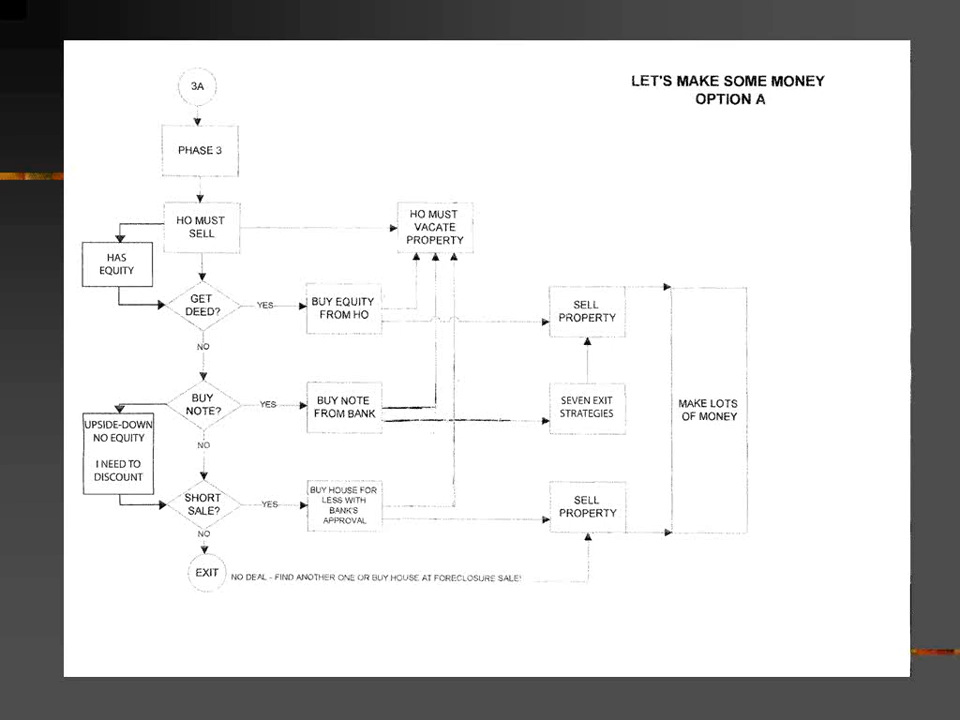 LET'S MAKE SOME MONEY
OPTION A
3A
PHASE 3
HO MUST
SELL
HO MUST
VACATE
PROPERTY
HAS
EQUITY
GET
DEED?
YES
BUY EQUITY
FROM HO
SELL
PROPERTY
NO
BUY
NOTE?
YES
BUY NOTE
FROM BANK
SEVEN EXIT
STRATEGIES
MAKE LOTS
OF MONEY
UPSIDE-DOWN
NO EQUITY
I NEED TO
DISCOUNT
NO
SHORT
SALE?
YES
BUY HOUSE FOR
LESS WITH
BANK'S
APPROVAL
SELL
PROPERTY
NO
EXIT
NO DEAL - FIND ANOTHER ONE OR BUY HOUSE AT FORECLOSURE SALE!